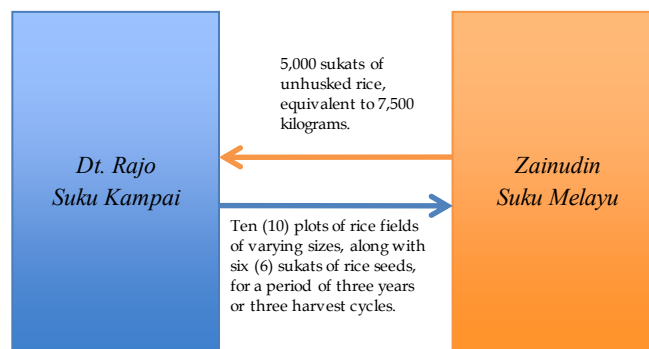 Dt. Rajo
Suku Kampai
5,000 sukats of
unhusked rice,
equivalent to 7,500
kilograms.
Ten (10) plots of rice fields
of varying sizes, along with
six (6) sukats of rice seeds,
for a period of three years
or three harvest cycles.
Zainudin
Suku Melayu